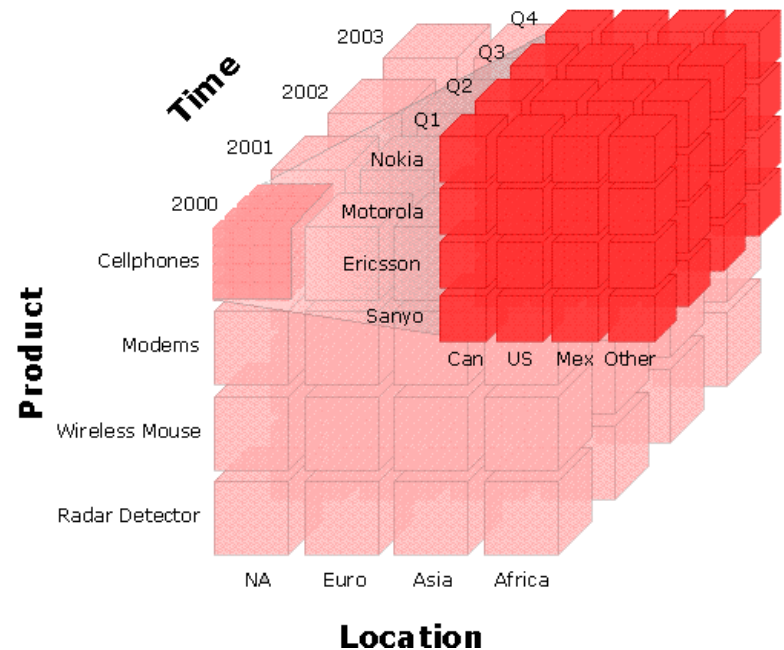 Q4
2003
Q3
Time
Q2
2002
Q1
2001
Nokia
2000
Motorola
Cellphones
Ericsson
Product
Sanyo
Modems
Can US Mex Other
Wireless Mouse
Radar Detector
NA Euro Asia Africa
Location